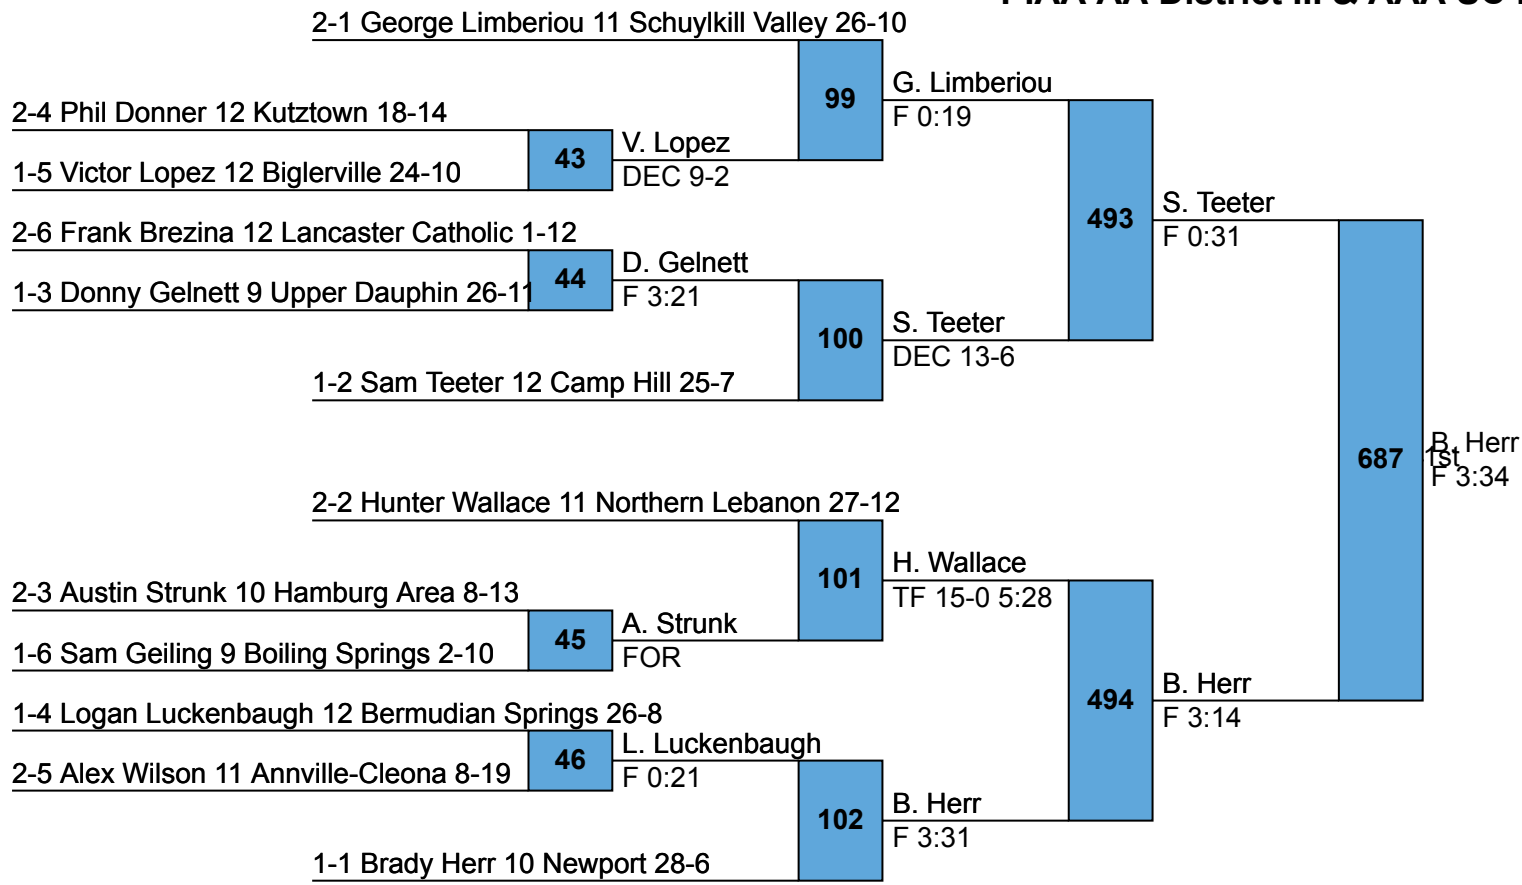 2-1 George Limberiou 11 Schuylkill Valley 26-10
99
G. Limberiou
F 0:19
2-4 Phil Donner 12 Kutztown 18-14
43
V. Lopez
DEC 9-2
1-5 Victor Lopez 12 Biglerville 24-10
493
S. Teeter
F 0:31
2-6 Frank Brezina 12 Lancaster Catholic 1-12
44
D. Gelnett
F 3:21
1-3 Donny Gelnett 9 Upper Dauphin 26-11
100
S. Teeter
DEC 13-6
1-2 Sam Teeter 12 Camp Hill 25-7
687
B. Herr
1st
F 3:34
2-2 Hunter Wallace 11 Northern Lebanon 27-12
101
H. Wallace
TF 15-0 5:28
2-3 Austin Strunk 10 Hamburg Area 8-13
45
A. Strunk
FOR
1-6 Sam Geiling 9 Boiling Springs 2-10
494
B. Herr
F 3:14
1-4 Logan Luckenbaugh 12 Bermudian Springs 26-8
46
L. Luckenbaugh
F 0:21
2-5 Alex Wilson 11 Annville-Cleona 8-19
102
B. Herr
F 3:31
1-1 Brady Herr 10 Newport 28-6